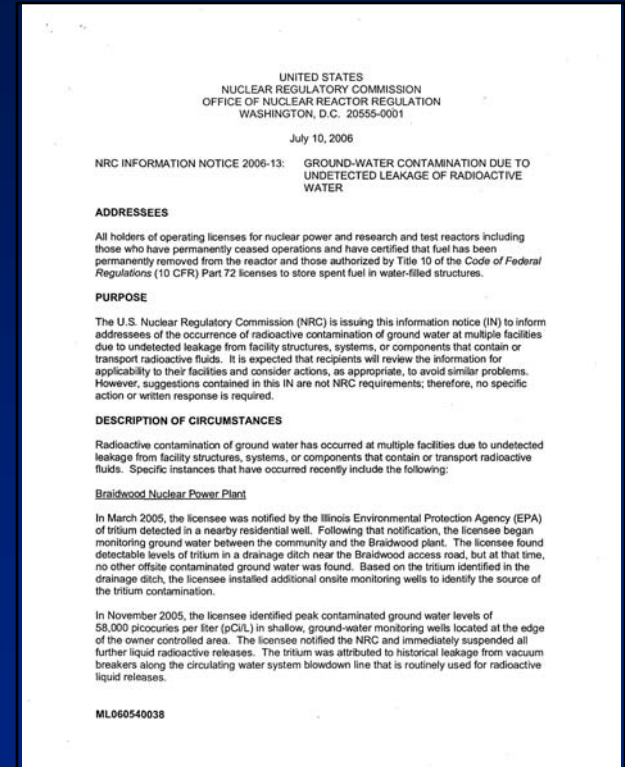 UNITED STATES
NUCLEAR REGULATORY COMMISSION
OFFICE OF NUCLEAR REACTOR REGULATION
WASHINGTON, D.C. 20555-0001
July 10, 2006
NRC INFORMATION NOTICE 2006-13: GROUND-WATER CONTAMINATION DUE TO
UNDETECTED LEAKAGE OF RADIOACTIVE
WATER
ADDRESSEES
All holders of operating licenses for nuclear power and research and test reactors including
those who have permanently ceased operations and have certified that fuel has been
permanently removed from the reactor and those authorized by Title 10 of the Code of Federal
Regulations (10 CFR) Part 72 licenses to store spent fuel in water-filled structures.
PURPOSE
The U.S. Nuclear Regulatory Commission (NRC) is issuing this information notice (IN) to inform
addressees of the occurrence of radioactive contamination of ground water at multiple facilities
due to undetected leakage from facility structures, systems, or components that contain or
transport radioactive fluids. It is expected that recipients will review the information for
applicability to their facilities and consider actions, as appropriate, to avoid similar problems.
However, suggestions contained in this IN are not NRC requirements; therefore, no specific
action or written response is required.
DESCRIPTION OF CIRCUMSTANCES
Radioactive contamination of ground water has occurred at multiple facilities due to undetected
leakage from facility structures, systems, or components that contain or transport radioactive
fluids. Specific instances that have occurred recently include the following:
Braidwood Nuclear Power Plant
In March 2005, the licensee was notified by the Illinois Environmental Protection Agency (EPA)
of tritium detected in a nearby residential well. Following that notification, the licensee began
monitoring ground water between the community and the Braidwood plant. The licensee found
detectable levels of tritium in a drainage ditch near the Braidwood access road, but at that time,
no other offsite contaminated ground water was found. Based on the tritium identified in the
drainage ditch, the licensee installed additional onsite monitoring wells to identify the source of
the tritium contamination.
In November 2005, the licensee identified peak contaminated ground water levels of
58,000 picocuries per liter (pCi/L) in shallow, ground-water monitoring wells located at the edge
of the owner controlled area. The licensee notified the NRC and immediately suspended all
further liquid radioactive releases. The tritium was attributed to historical leakage from vacuum
breakers along the circulating water system blowdown line that is routinely used for radioactive
liquid releases.
ML060540038